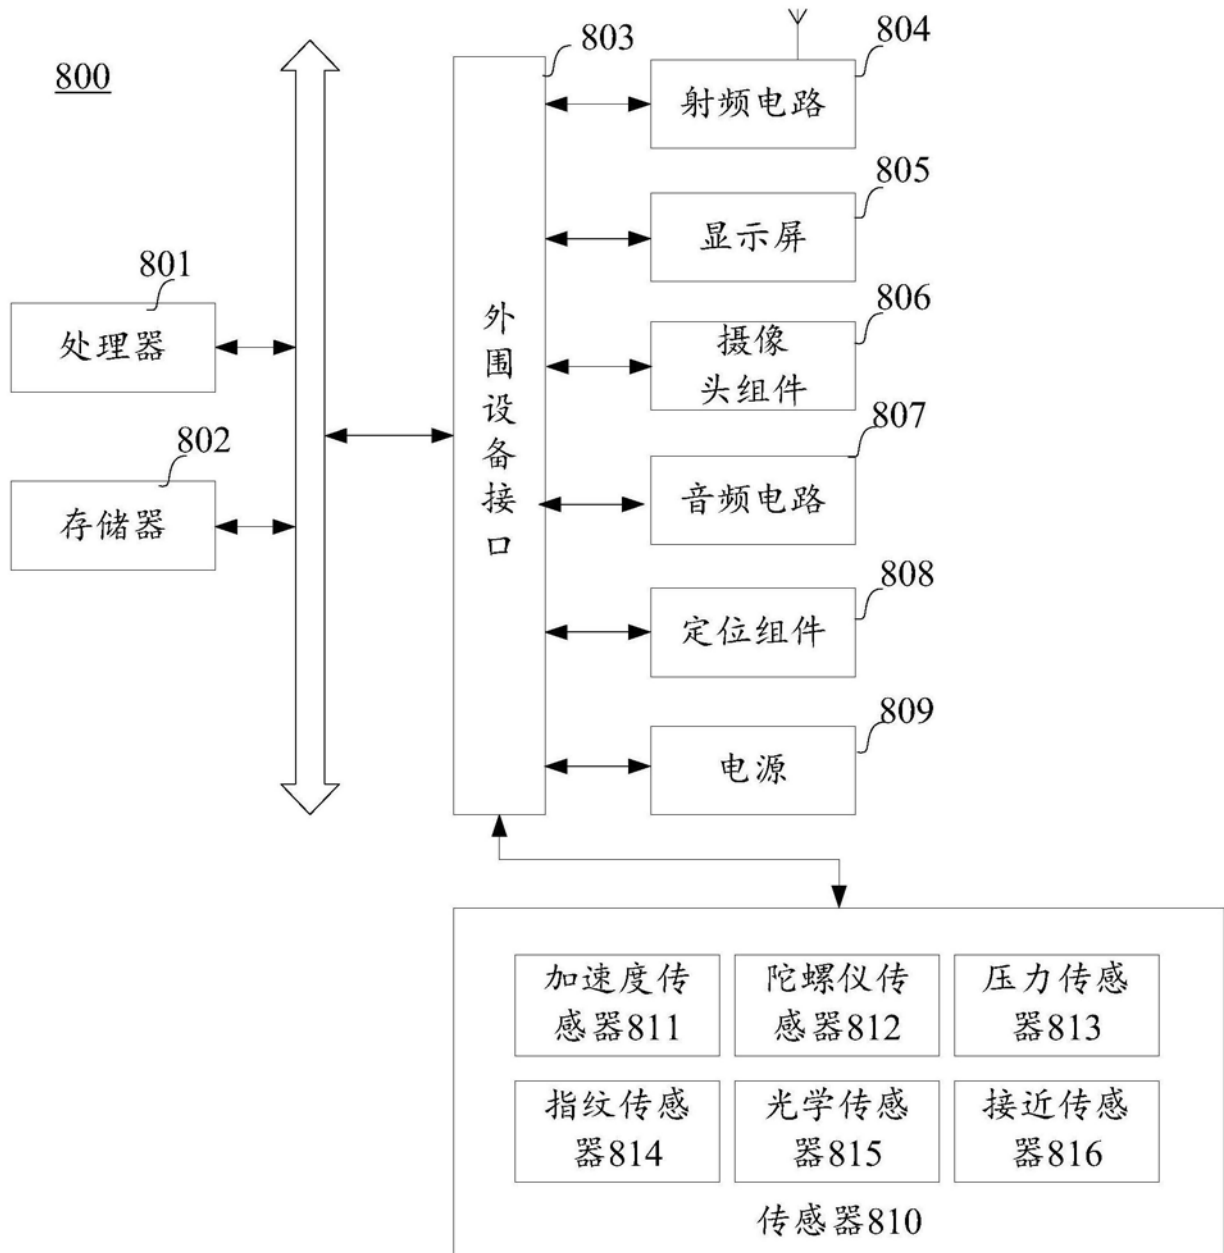 800
803
804
射频电路
805
显示屏
801
处理器
806
摄像
头组件
外围设备接口
802
存储器
807
音频电路
808
定位组件
809
电源
加速度传
感器811
陀螺仪传
感器812
压力传感
器813
指纹传感
器814
光学传感
器815
接近传感
器816
传感器810